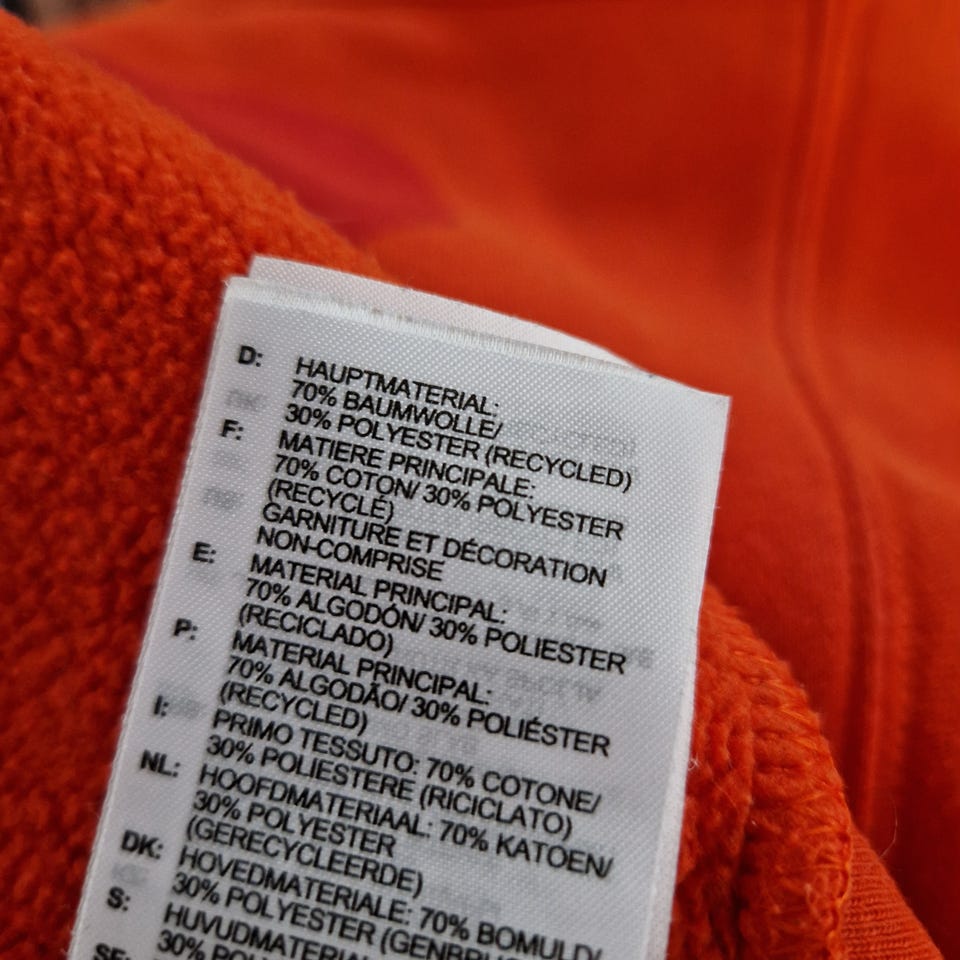 D: HAUPTMATERIAL:
70% BAUMWOLLE/
30% POLYESTER (RECYCLED)
F: MATIERE PRINCIPALE:
70% COTON/ 30% POLYESTER
(RECYCLÉ)
GARNITURE ET DÉCORATION
NON-COMPRISE
E: MATERIAL PRINCIPAL:
70% ALGODÓN/ 30% POLIESTER
(RECICLADO)
P: MATERIAL PRINCIPAL:
70% ALGODÃO/ 30% POLIÉSTER
(RECYCLED)
I: PRIMO TESSUTO: 70% COTONE/
30% POLIESTERE (RICICLATO)
NL: HOOFDMATERIAAL: 70% KATOEN/
30% POLYESTER
(GERECYCLEERDE)
DK: HOVEDMATERIALE: 70% BOMULD/
30% POLYESTER (GENBRUG
S: HUVUDMATERIAL
30%